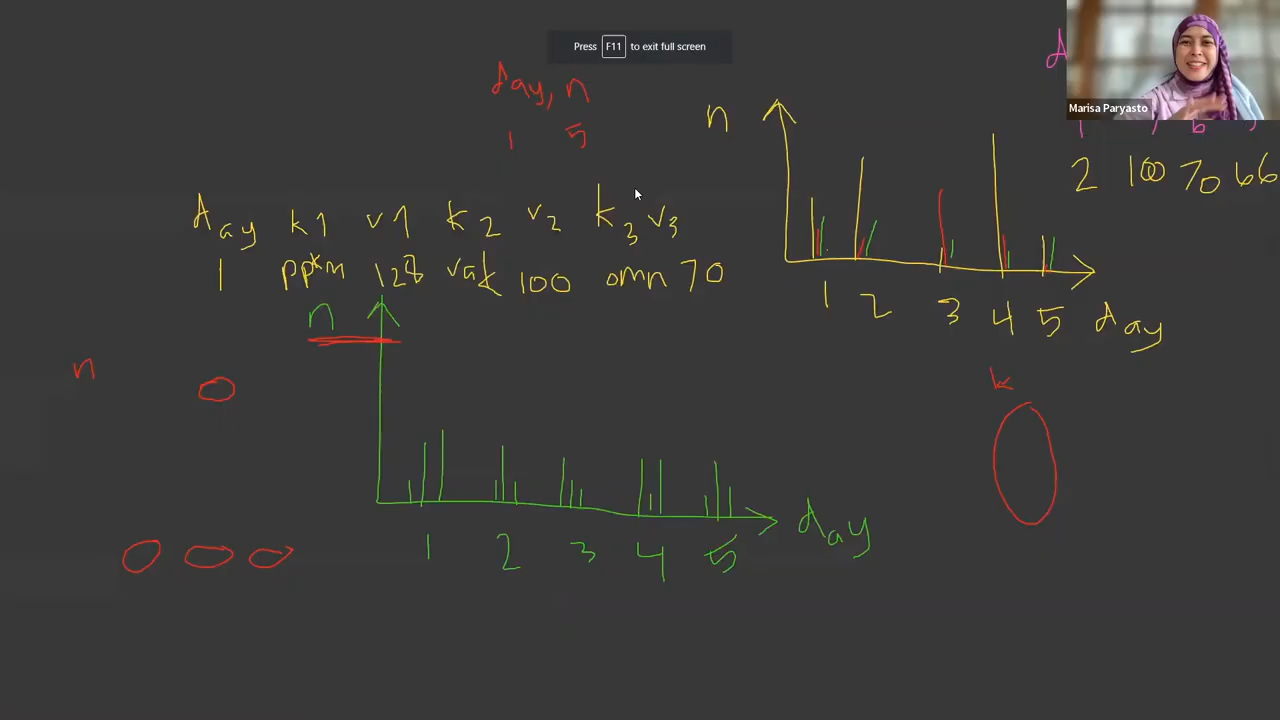 Press F11 to exit full screen
Marisa Paryasto
day, n
1 5
n
2 100 70 66
day k1 v1 k2 v2 k3 v3
1 ppkm 128 vak 100 omn 70
1 2 3 4 5 day
n
n
k
1 2 3 4 5 day